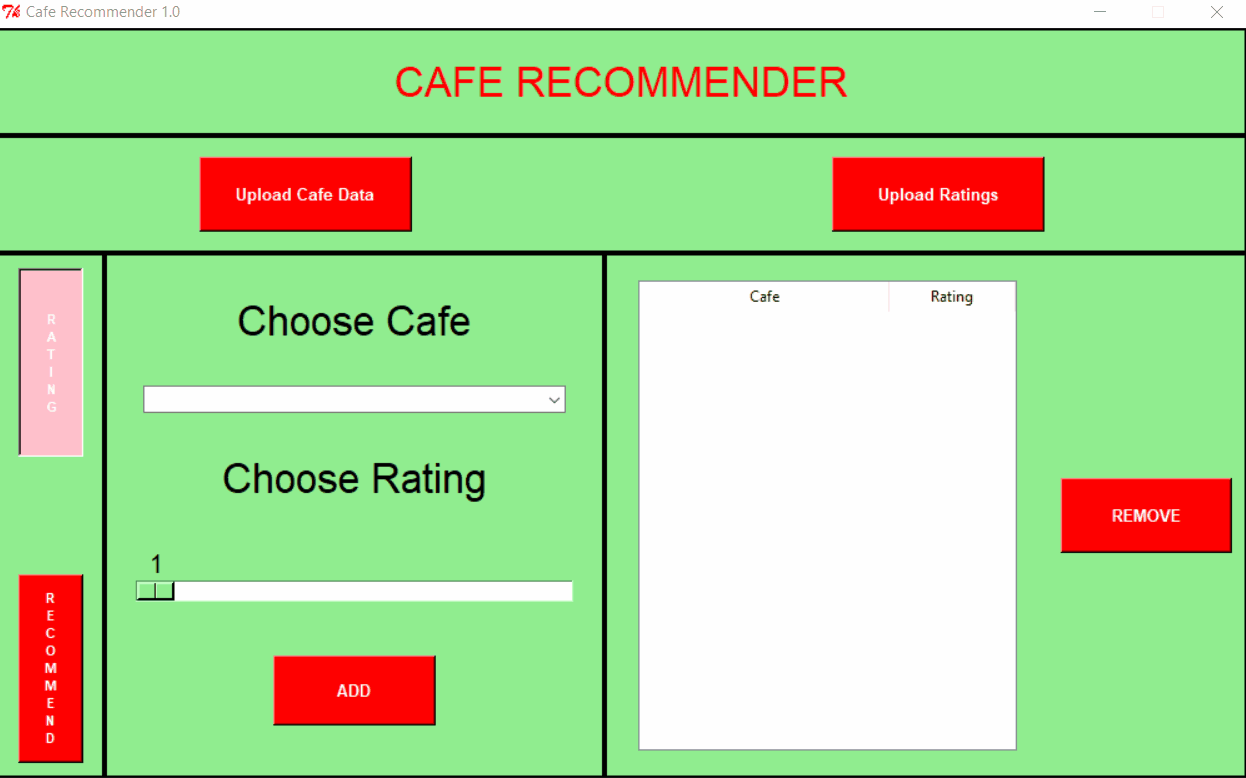 Cafe Recommender 1.0
CAFE RECOMMENDER
Upload Cafe Data
Upload Ratings
R
A
T
I
N
G
R
E
C
O
M
M
E
N
D
Choose Cafe
Choose Rating
1
ADD
Cafe Rating
REMOVE